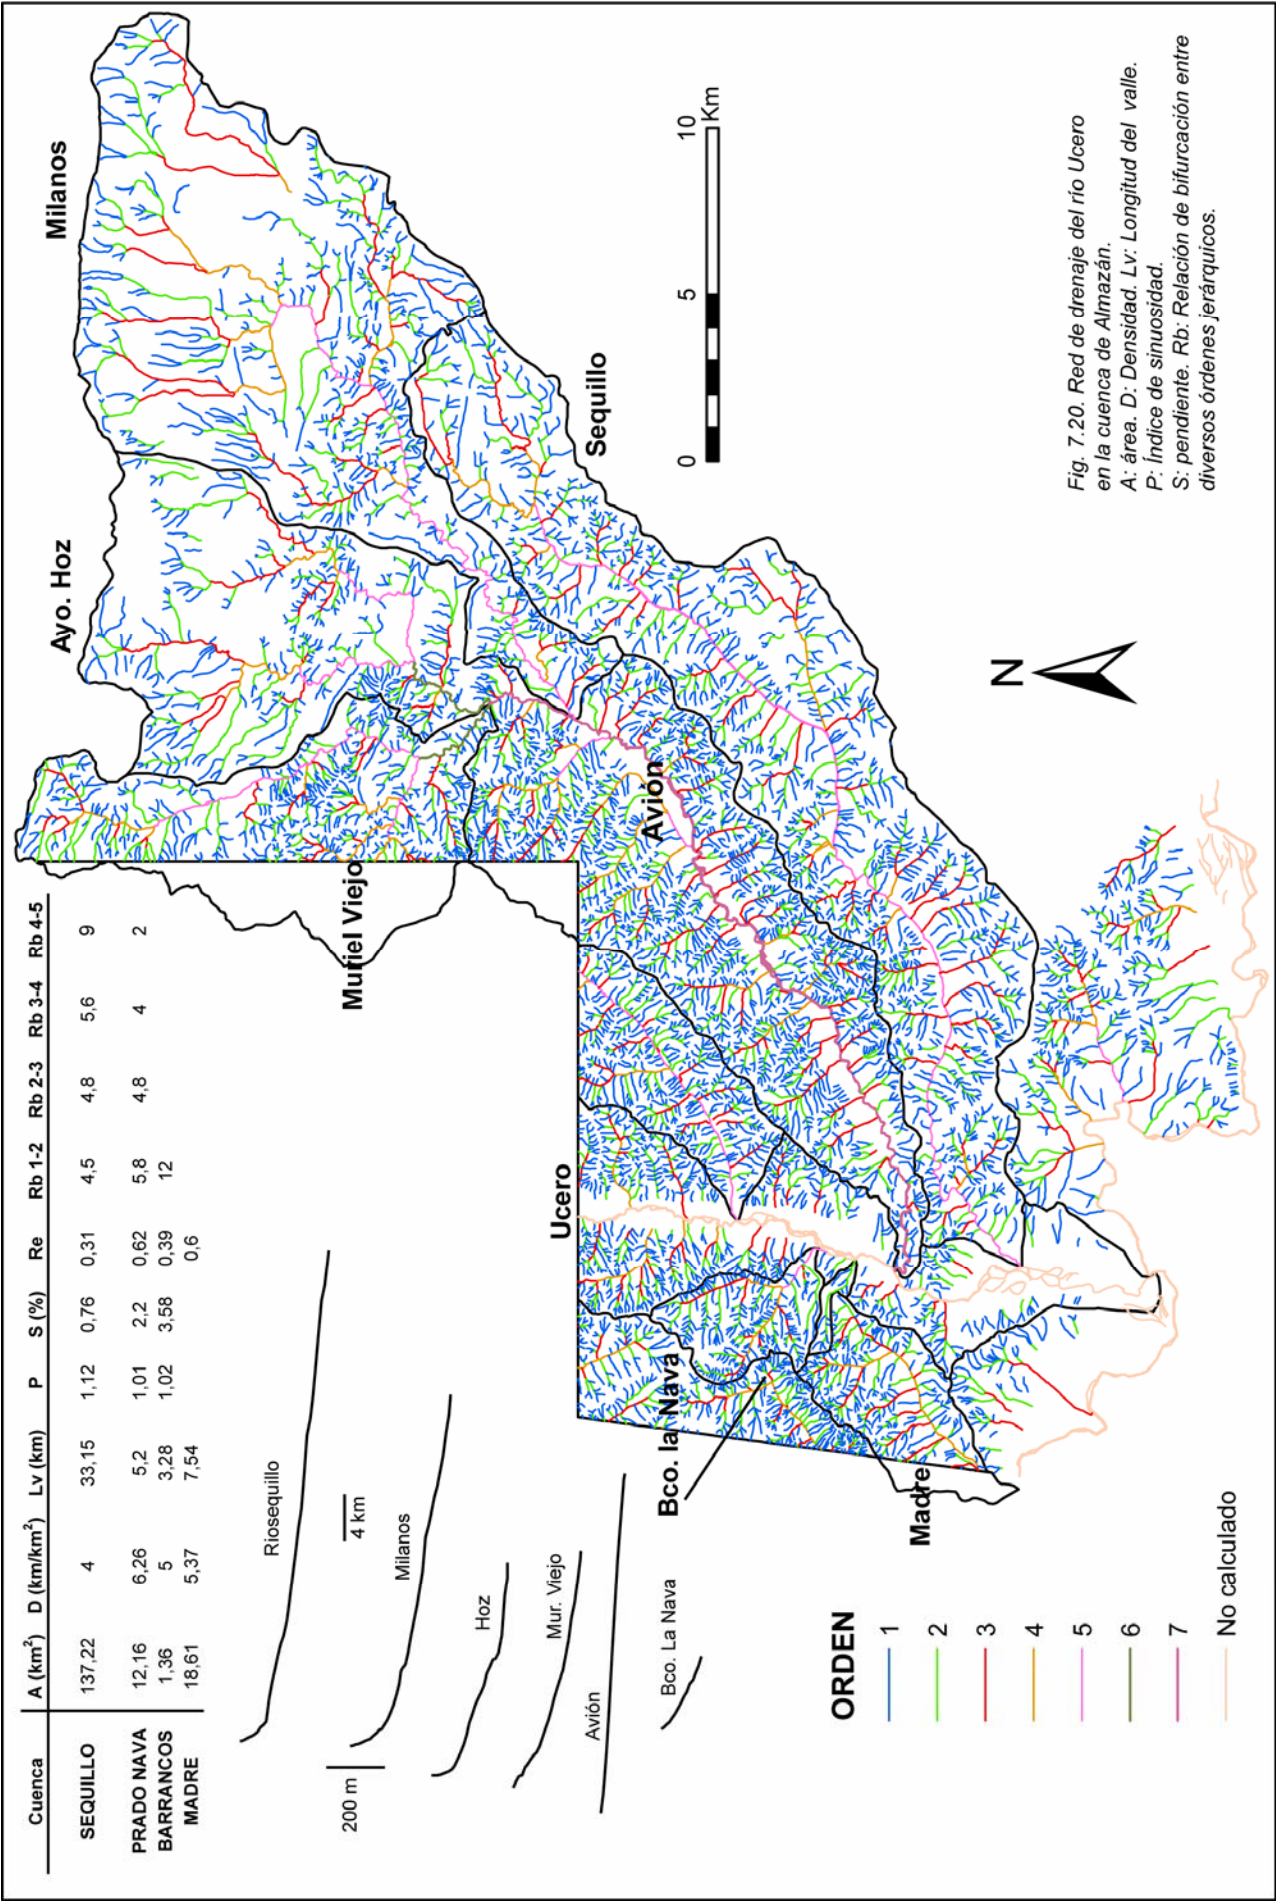 Cuenca A (km²) D (km/km²) Lv (km) P S (%) Re Rb 1-2 Rb 2-3 Rb 3-4 Rb 4-5
SEQUILLO 137,22 4 33,15 1,12 0,76 0,31 4,5 4,8 5,6 9
PRADO NAVA 12,16 6,26 5,2 1,01 2,2 0,62 5,8 4,8 4 2
BARRANCOS 1,36 5 3,28 1,02 3,58 0,39 12
MADRE 18,61 5,37 7,54 0,6
Riosequillo
200 m
4 km
Milanos
Hoz
Mur. Viejo
Avión
Bco. La Nava
ORDEN
1
2
3
4
5
6
7
No calculado
Muriel Viejo
Ayo. Hoz
Milanos
Ucero
Avión
Sequillo
Bco. la Nava
Madre
N
0 5 10 Km
Fig. 7.20. Red de drenaje del río Ucero
en la cuenca de Almazán.
A: área. D: Densidad. Lv: Longitud del valle.
P: Índice de sinuosidad.
S: pendiente. Rb: Relación de bifurcación entre
diversos órdenes jerárquicos.